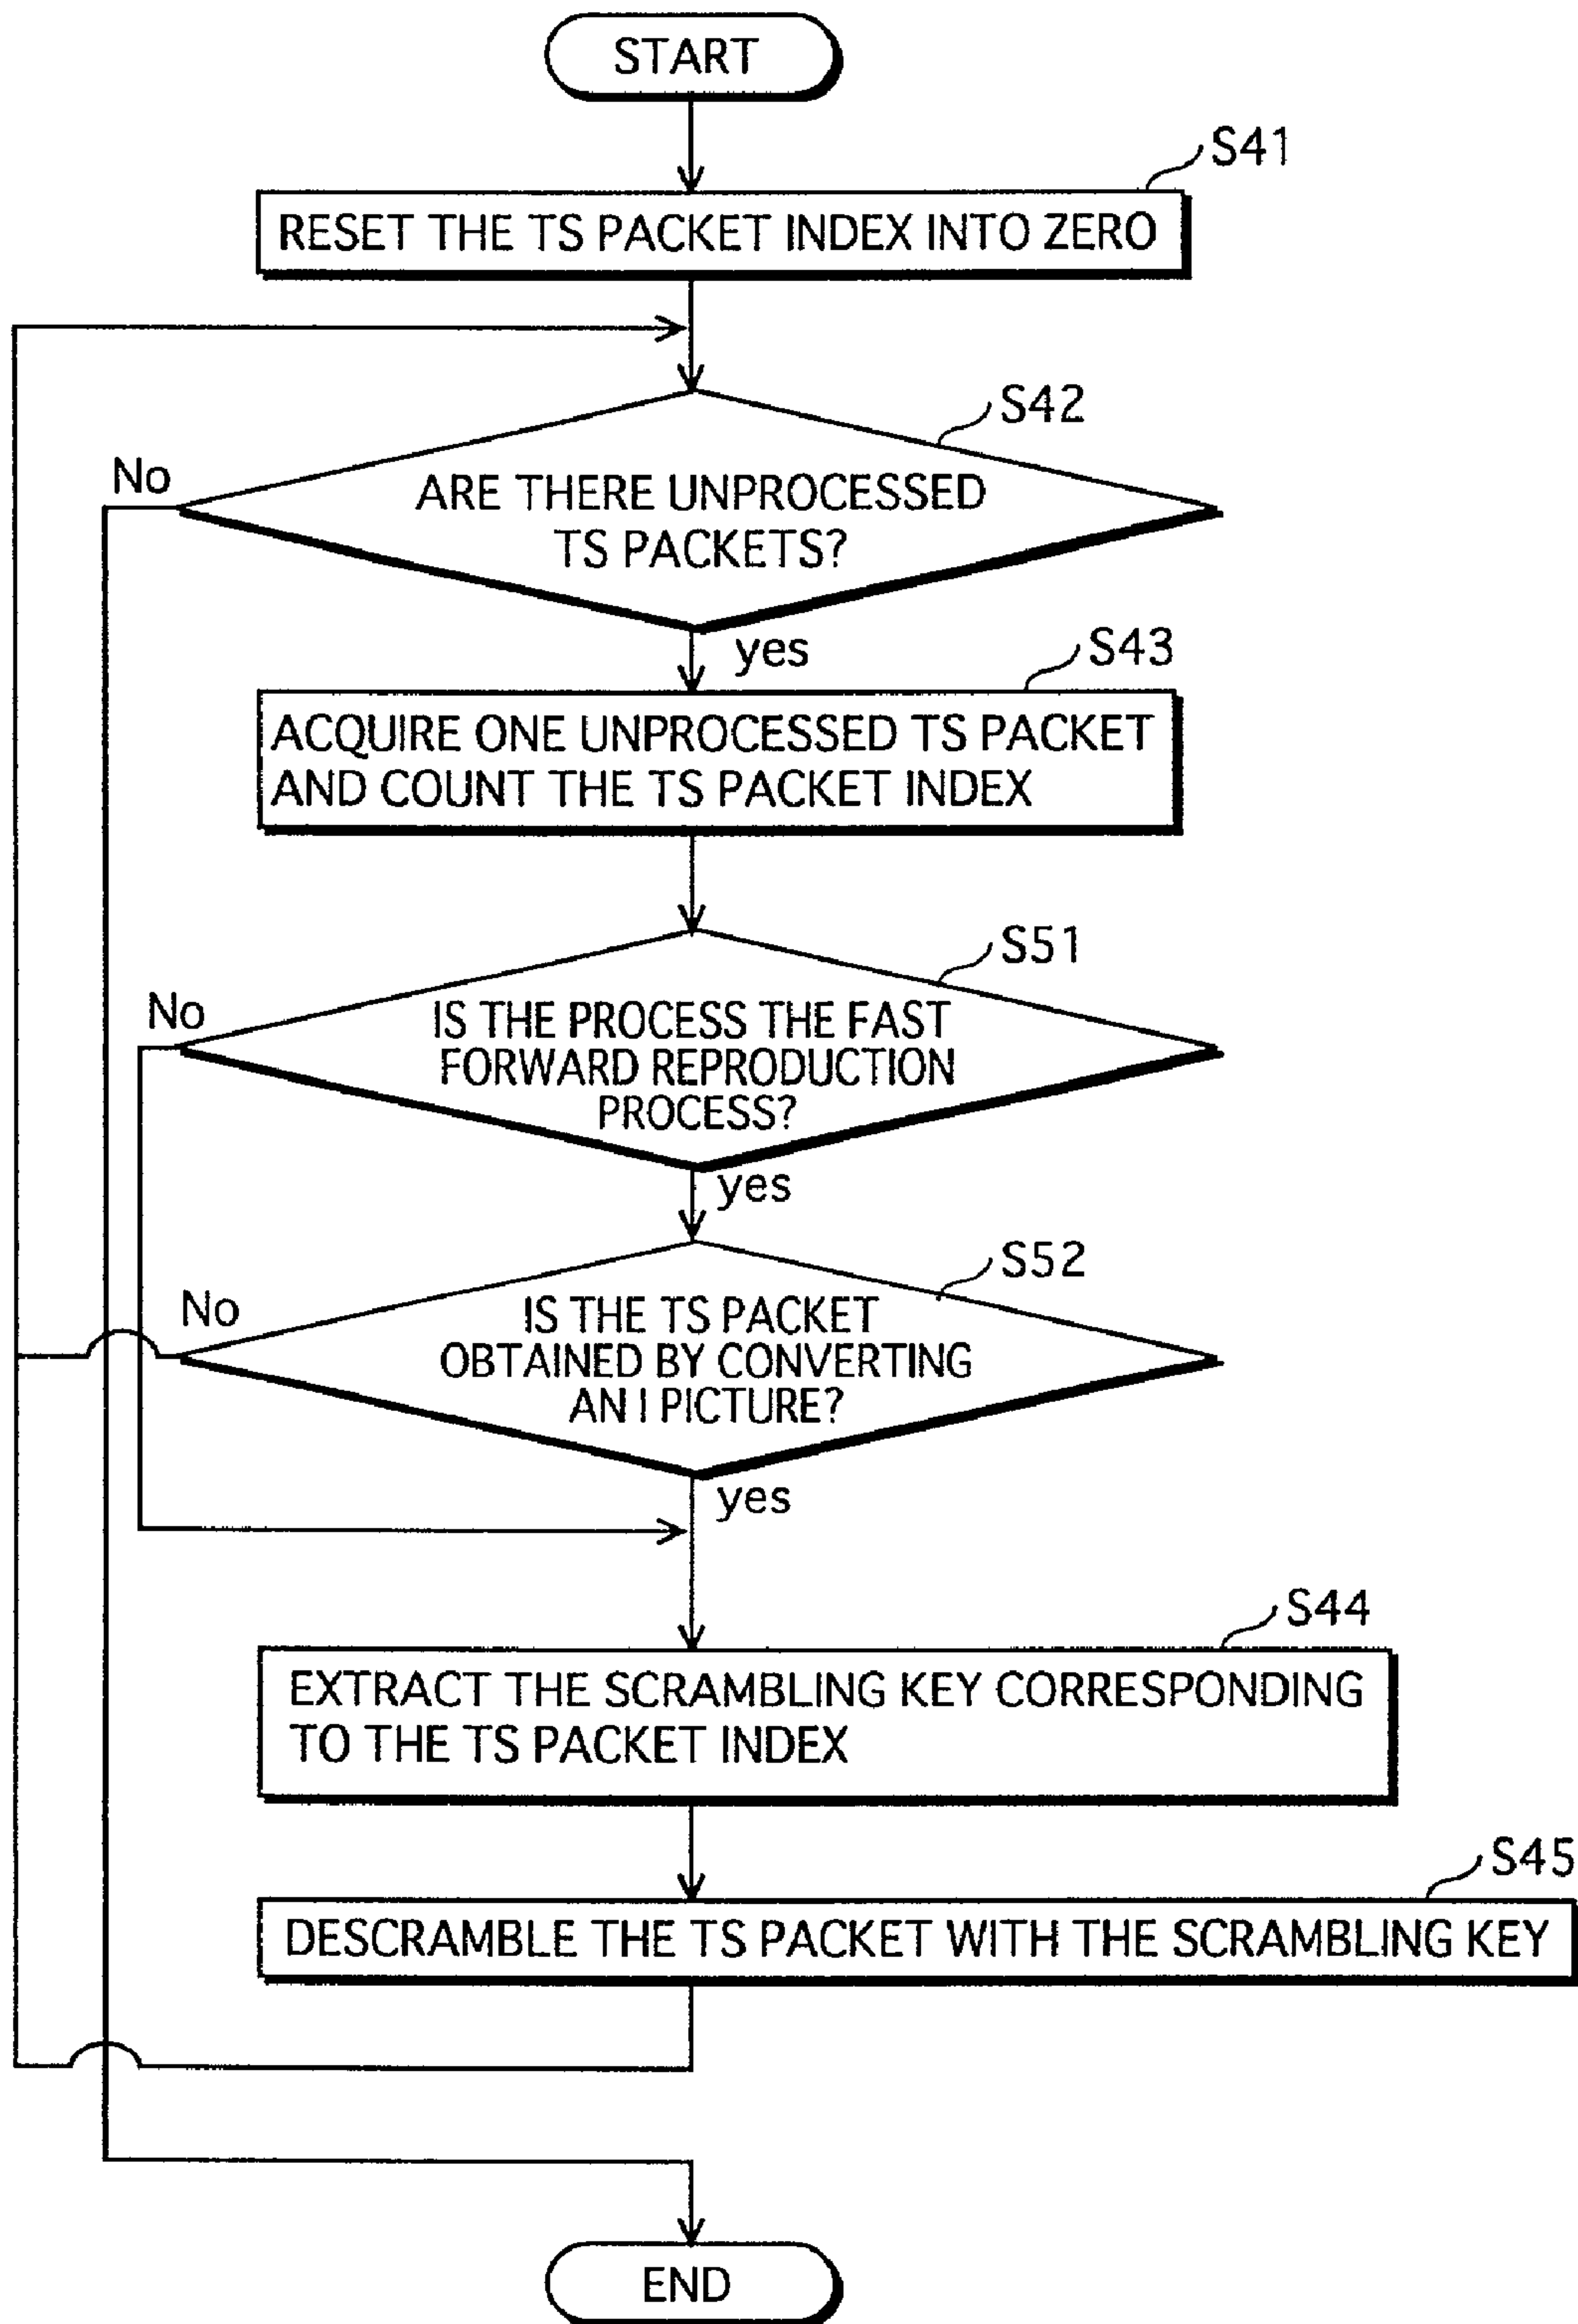 START
S41
RESET THE TS PACKET INDEX INTO ZERO
S42
No
ARE THERE UNPROCESSED
TS PACKETS?
yes
S43
ACQUIRE ONE UNPROCESSED TS PACKET
AND COUNT THE TS PACKET INDEX
S51
No
IS THE PROCESS THE FAST
FORWARD REPRODUCTION
PROCESS?
yes
S52
No
IS THE TS PACKET
OBTAINED BY CONVERTING
AN I PICTURE?
yes
S44
EXTRACT THE SCRAMBLING KEY CORRESPONDING
TO THE TS PACKET INDEX
S45
DESCRAMBLE THE TS PACKET WITH THE SCRAMBLING KEY
END